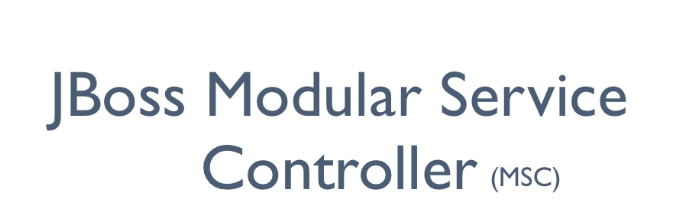 JBoss Modular Service
Controller (MSC)